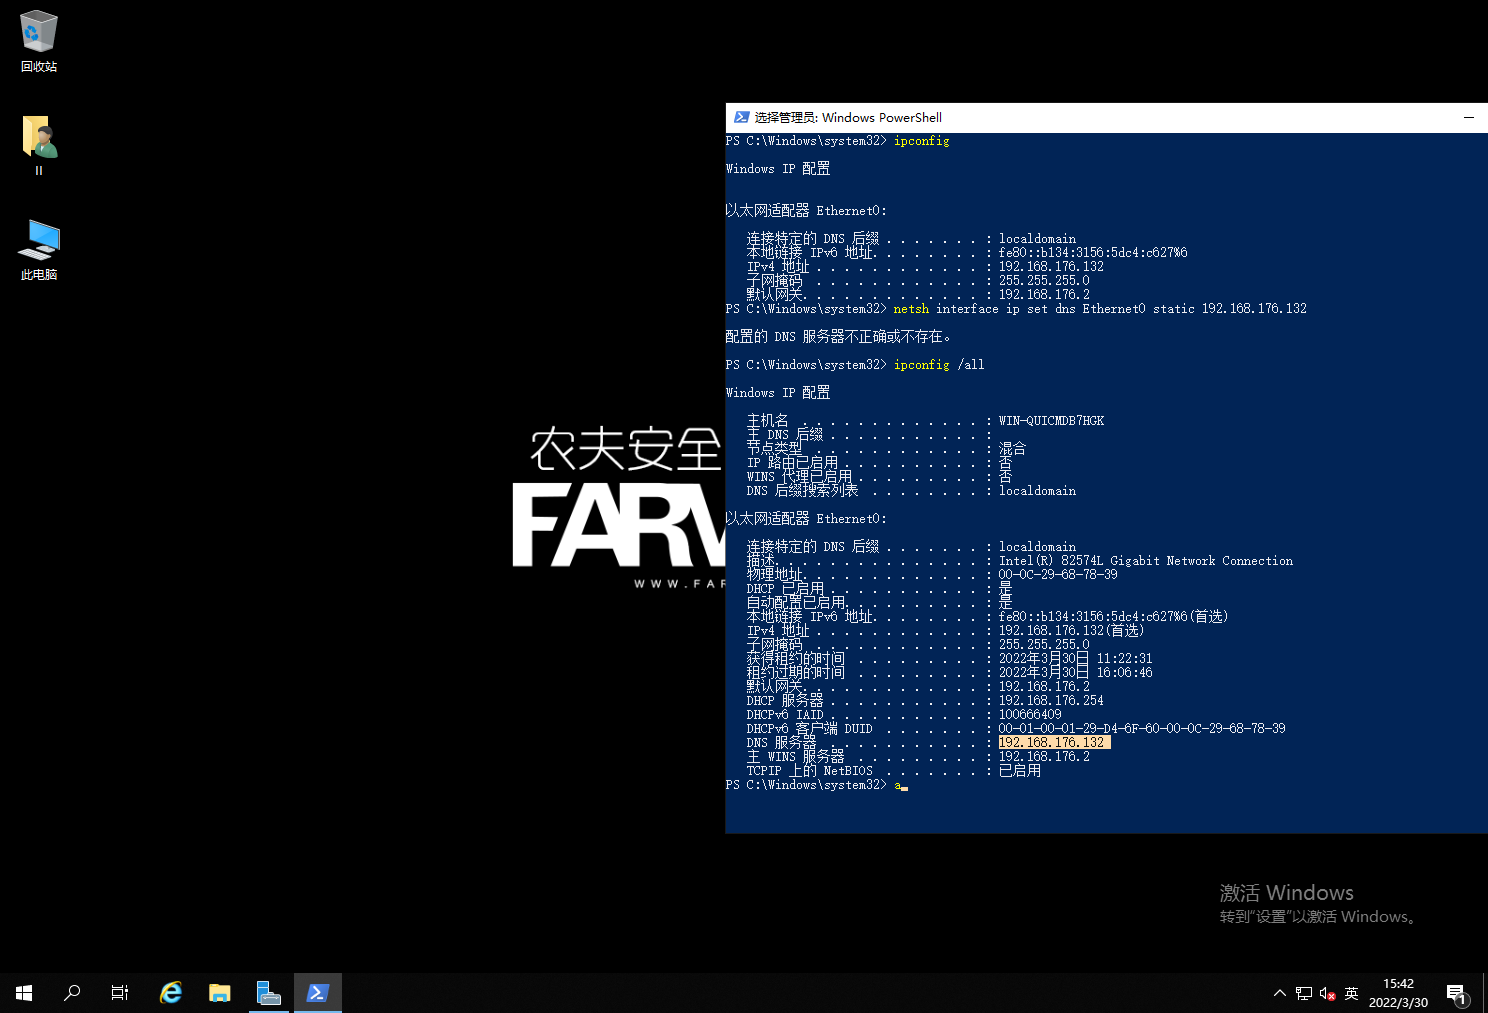 回收站
II
此电脑
农夫安全
FARV
WWW.FAR
选择管理员: Windows PowerShell
PS C:\Windows\system32> ipconfig
Windows IP 配置
以太网适配器 Ethernet0:
连接特定的 DNS 后缀 . . . . . . . : localdomain
本地链接 IPv6 地址. . . . . . . . : fe80::b134:3156:5dc4:c627%6
IPv4 地址 . . . . . . . . . . . . : 192.168.176.132
子网掩码 . . . . . . . . . . . . : 255.255.255.0
默认网关. . . . . . . . . . . . . : 192.168.176.2
PS C:\Windows\system32> netsh interface ip set dns Ethernet0 static 192.168.176.132
配置的 DNS 服务器不正确或不存在。
PS C:\Windows\system32> ipconfig /all
Windows IP 配置
主机名 . . . . . . . . . . . . . : WIN-QUICMDB7HGK
主 DNS 后缀 . . . . . . . . . . . :
节点类型 . . . . . . . . . . . . : 混合
IP 路由已启用 . . . . . . . . . . : 否
WINS 代理已启用 . . . . . . . . . : 否
DNS 后缀搜索列表 . . . . . . . . : localdomain
以太网适配器 Ethernet0:
连接特定的 DNS 后缀 . . . . . . . : localdomain
描述. . . . . . . . . . . . . . . : Intel(R) 82574L Gigabit Network Connection
物理地址. . . . . . . . . . . . . : 00-0C-29-68-78-39
DHCP 已启用 . . . . . . . . . . . : 是
自动配置已启用. . . . . . . . . . : 是
本地链接 IPv6 地址. . . . . . . . : fe80::b134:3156:5dc4:c627%6(首选)
IPv4 地址 . . . . . . . . . . . . : 192.168.176.132(首选)
子网掩码 . . . . . . . . . . . . : 255.255.255.0
获得租约的时间 . . . . . . . . . : 2022年3月30日 11:22:31
租约过期的时间 . . . . . . . . . : 2022年3月30日 16:06:46
默认网关. . . . . . . . . . . . . : 192.168.176.2
DHCP 服务器 . . . . . . . . . . . : 192.168.176.254
DHCPv6 IAID . . . . . . . . . . . : 100666409
DHCPv6 客户端 DUID . . . . . . . : 00-01-00-01-29-D4-6F-60-00-0C-29-68-78-39
DNS 服务器 . . . . . . . . . . . : 192.168.176.132
主 WINS 服务器 . . . . . . . . . : 192.168.176.2
TCPIP 上的 NetBIOS . . . . . . . : 已启用
PS C:\Windows\system32> a
激活 Windows
转到“设置”以激活 Windows。
英
15:42
2022/3/30
1